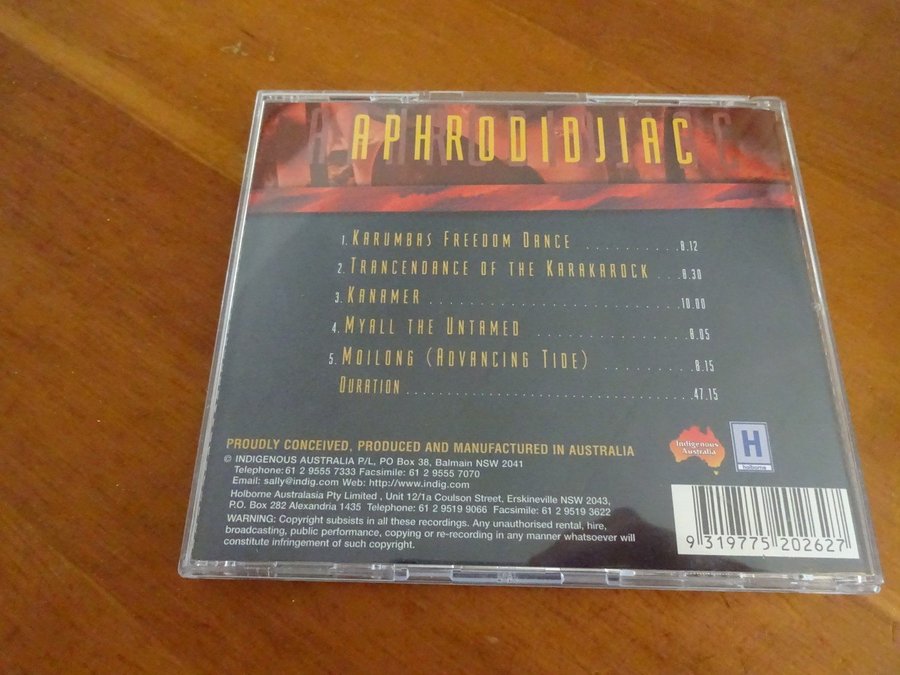 APHRODIDJIAC
1. KARUMBAS FREEDOM DANCE ..........8.12
2. TRANCENDANCE OF THE KARAKAROCK ...8.30
3. KANAMER ..........................10.00
4. MYALL THE UNTAMED ................8.05
5. MOILONG (ADVANCING TIDE) .........8.15
DURATION ................................47.15
PROUDLY CONCEIVED, PRODUCED AND MANUFACTURED IN AUSTRALIA
© INDIGENOUS AUSTRALIA P/L, PO Box 38, Balmain NSW 2041
Telephone: 61 2 9555 7333 Facsimile: 61 2 9555 7070
Email: sally@indig.com Web: http://www.indig.com
Holborne Australasia Pty Limited , Unit 12/1a Coulson Street, Erskineville NSW 2043,
P.O. Box 282 Alexandria 1435 Telephone: 61 2 9519 9066 Facsimile: 61 2 9519 3622
WARNING: Copyright subsists in all these recordings. Any unauthorised rental, hire,
broadcasting, public performance, copying or re-recording in any manner whatsoever will
constitute infringement of such copyright.
Indigenous
Australia
H
holborne
9 319775 202627